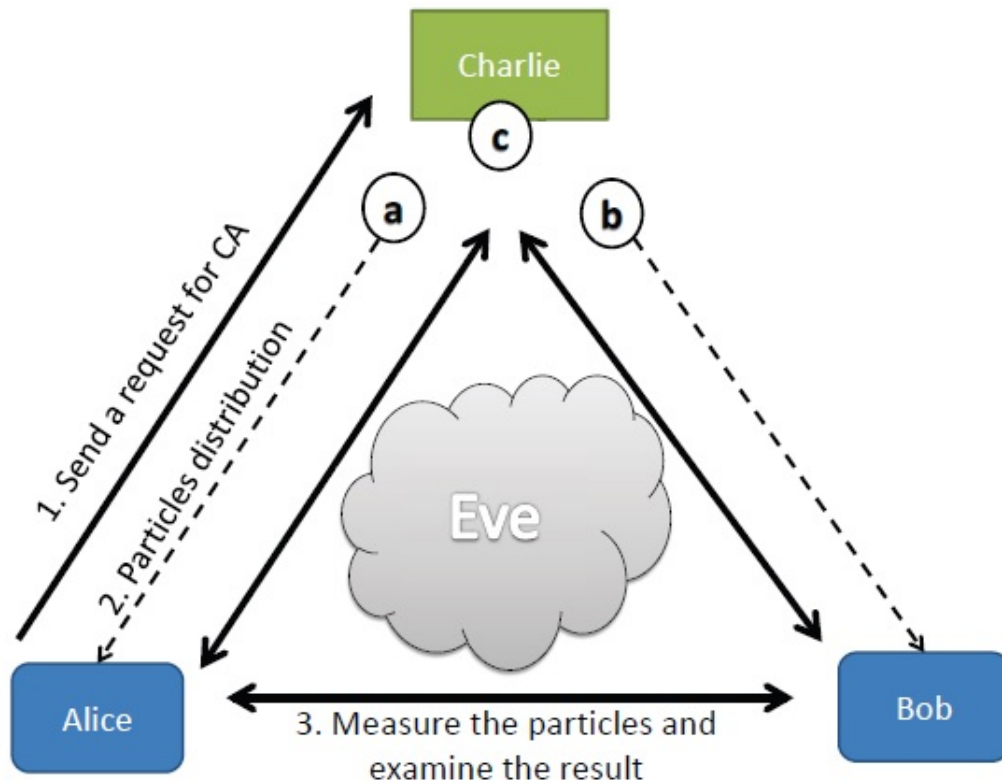 Charlie
c
a
b
1. Send a request for CA
2. Particles distribution
Eve
Alice
Bob
3. Measure the particles and
examine the result